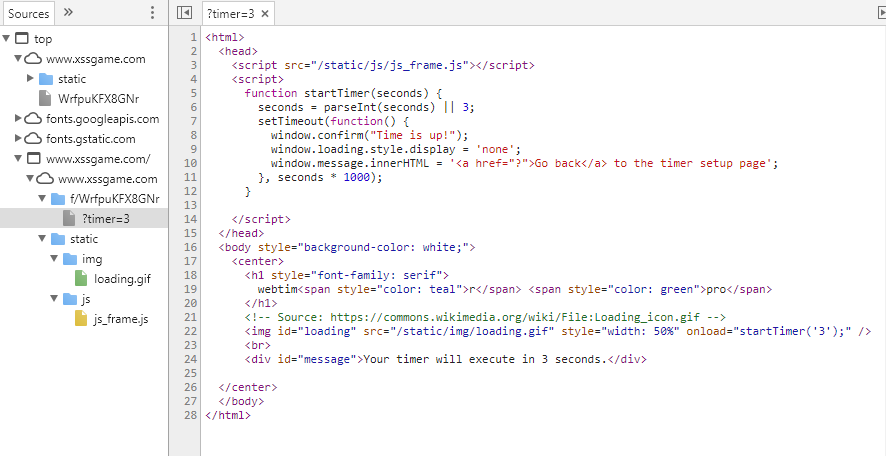 Sources
top
www.xssgame.com
static
WrfpuKFX8GNr
fonts.googleapis.com
fonts.gstatic.com
www.xssgame.com/
www.xssgame.com
f/WrfpuKFX8GNr
?timer=3
static
img
loading.gif
js
js_frame.js
?timer=3 ×
1 <html>
2 <head>
3 <script src="/static/js/js_frame.js"></script>
4 <script>
5 function startTimer(seconds) {
6 seconds = parseInt(seconds) || 3;
7 setTimeout(function() {
8 window.confirm("Time is up!");
9 window.loading.style.display = 'none';
10 window.message.innerHTML = '<a href="?">Go back</a> to the timer setup page';
11 }, seconds * 1000);
12 }
13
14 </script>
15 </head>
16 <body style="background-color: white;">
17 <center>
18 <h1 style="font-family: serif">
19 webtim<span style="color: teal">r</span> <span style="color: green">pro</span>
20 </h1>
21 <!-- Source: https://commons.wikimedia.org/wiki/File:Loading_icon.gif -->
22 <img id="loading" src="/static/img/loading.gif" style="width: 50%" onload="startTimer('3');" />
23 <br>
24 <div id="message">Your timer will execute in 3 seconds.</div>
25
26 </center>
27 </body>
28 </html>